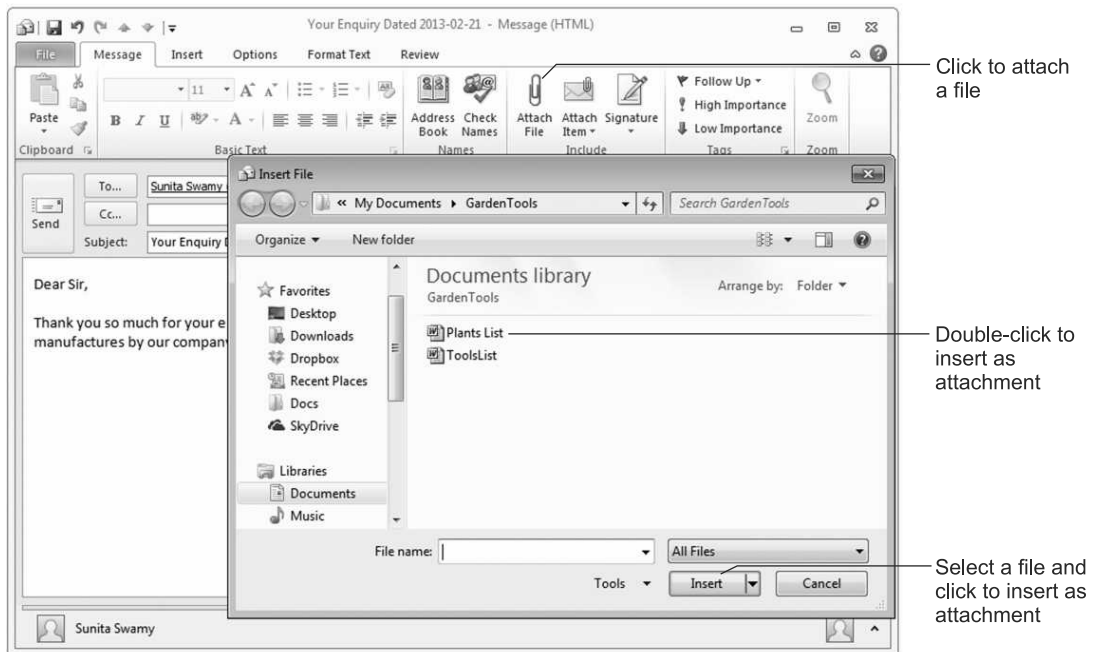 Your Enquiry Dated 2013-02-21 - Message (HTML)
File Message Insert Options Format Text Review
Click to attach
a file
11 A A
Follow Up
High Importance
Low Importance
Paste
B I U ab A
Address
Book
Check
Names
Attach
File
Attach
Item
Signature
Zoom
Clipboard Basic Text Names Include Tags Zoom
Insert File
To... Sunita Swamy
« My Documents GardenTools Search GardenTools
Cc...
Send
Subject: Your Enquiry
Organize New folder
Dear Sir,
Thank you so much for your e
manufactures by our company
Favorites
Desktop
Downloads
Dropbox
Recent Places
Docs
SkyDrive
Libraries
Documents
Music
Documents library
GardenTools
Arrange by: Folder
Plants List
ToolsList
Double-click to
insert as
attachment
File name: All Files
Tools Insert Cancel
Select a file and
click to insert as
attachment
Sunita Swamy